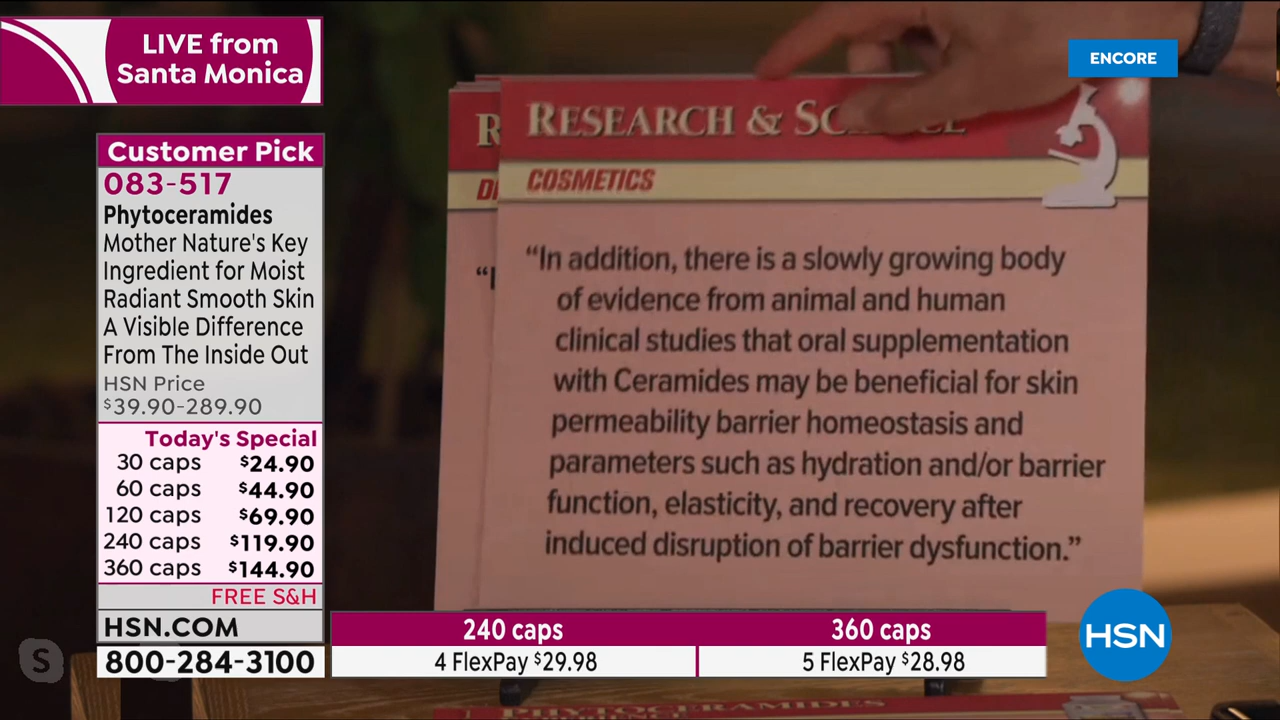 LIVE from
Santa Monica
ENCORE
Customer Pick
083-517
Phytoceramides
Mother Nature's Key
Ingredient for Moist
Radiant Smooth Skin
A Visible Difference
From The Inside Out
HSN Price
$39.90-289.90
Today's Special
30 caps $24.90
60 caps $44.90
120 caps $69.90
240 caps $119.90
360 caps $144.90
FREE S&H
HSN.COM
800-284-3100
RESEARCH &
COSMETICS
“In addition, there is a slowly growing body
of evidence from animal and human
clinical studies that oral supplementation
with Ceramides may be beneficial for skin
permeability barrier homeostasis and
parameters such as hydration and/or barrier
function, elasticity, and recovery after
induced disruption of barrier dysfunction.”
240 caps
360 caps
4 FlexPay $29.98
5 FlexPay $28.98
HSN
S
PHYTOCERAMIDES